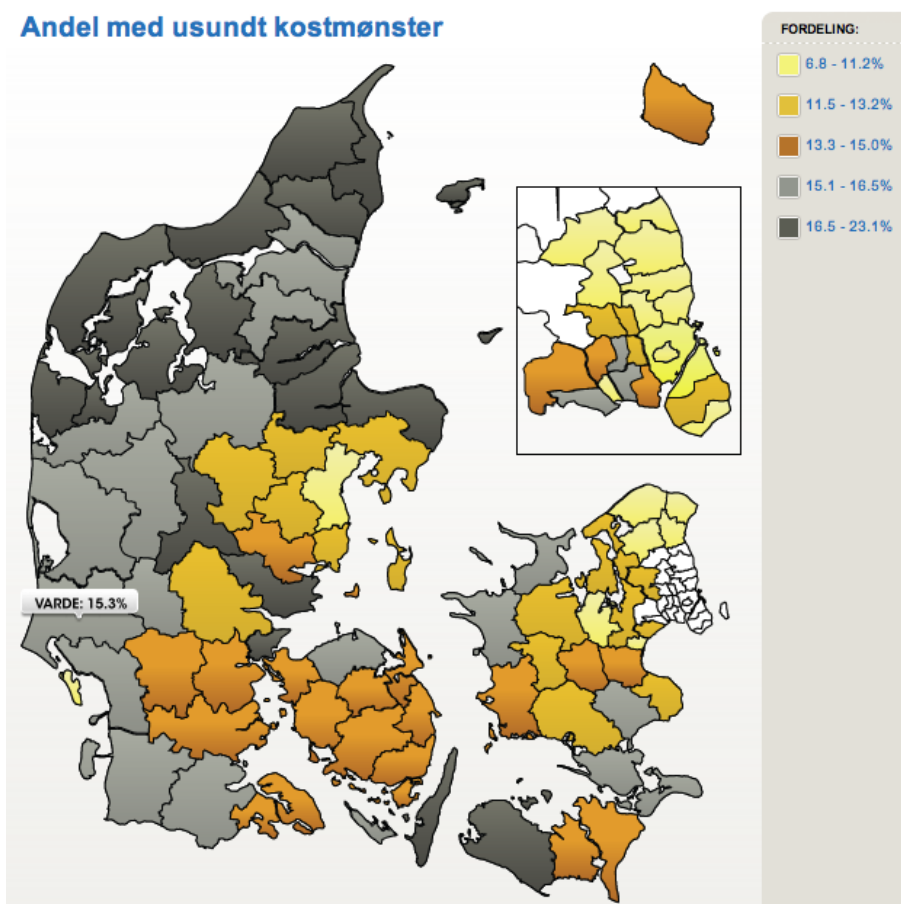 Andel med usundt kostmønster
FORDELING:
6.8 - 11.2%
11.5 - 13.2%
13.3 - 15.0%
15.1 - 16.5%
16.5 - 23.1%
VARDE: 15.3%